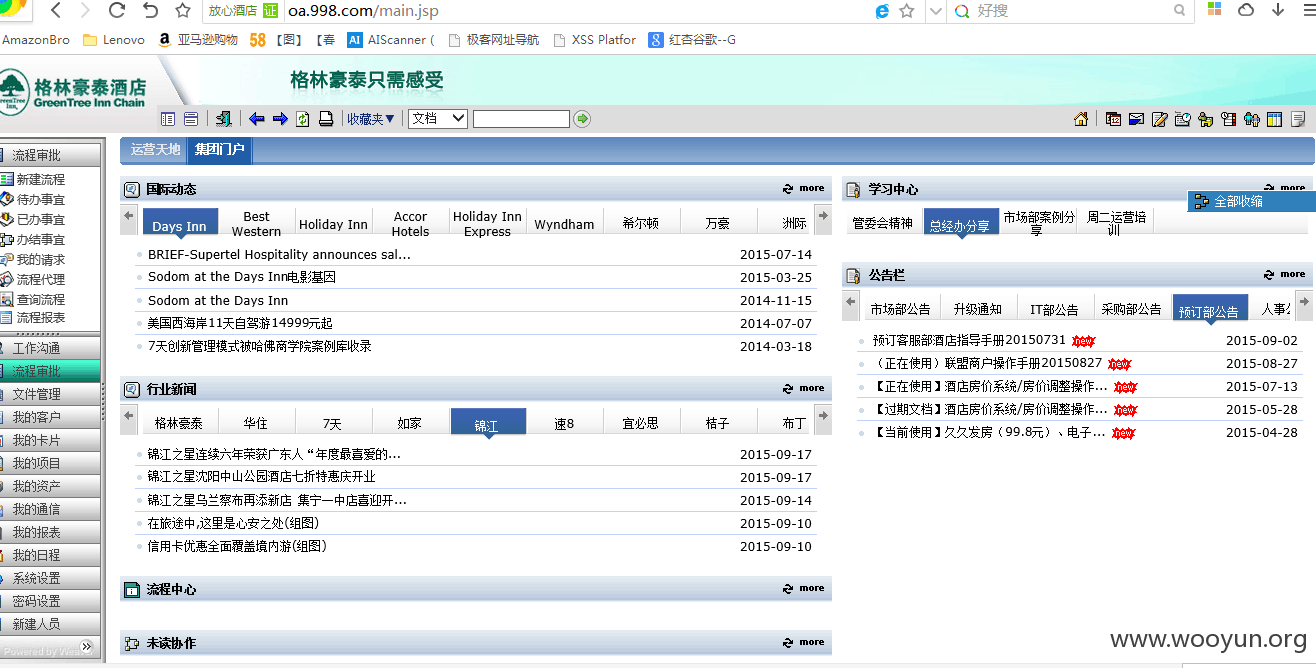 放心酒店 证 oa.998.com/main.jsp 好搜
AmazonBro Lenovo 亚马逊购物 58 【图】 【春 AIScanner ( 极客网址导航 XSS Platfor 红杏谷歌--G
格林豪泰酒店
GreenTree Inn Chain
格林豪泰只需感受
收藏夹▼ 文档
运营天地 集团门户
流程审批
新建流程
待办事宜
已办事宜
办结事宜
我的请求
流程代理
查询流程
流程报表
工作沟通
流程审批
文件管理
我的客户
我的卡片
我的项目
我的资产
我的通信
我的报表
我的日程
系统设置
密码设置
新建人员
国际动态 more
Days Inn Best Western Holiday Inn Accor Hotels Holiday Inn Express Wyndham 希尔顿 万豪 洲际
BRIEF-Supertel Hospitality announces sal... 2015-07-14
Sodom at the Days Inn电影基因 2015-03-25
Sodom at the Days Inn 2014-11-15
美国西海岸11天自驾游14999元起 2014-07-07
7天创新管理模式被哈佛商学院案例库收录 2014-03-18
行业新闻 more
格林豪泰 华住 7天 如家 锦江 速8 宜必思 桔子 布丁
锦江之星连续六年荣获广东人“年度最喜爱的... 2015-09-17
锦江之星沈阳中山公园酒店七折特惠庆开业 2015-09-17
锦江之星乌兰察布再添新店 集宁一中店喜迎开... 2015-09-14
在旅途中,这里是心安之处(组图) 2015-09-10
信用卡优惠全面覆盖境内游(组图) 2015-09-10
流程中心 more
未读协作 more
学习中心 more
全部收缩
管委会精神 总经办分享 市场部案例分享 周二运营培训
公告栏 more
市场部公告 升级通知 IT部公告 采购部公告 预订部公告 人事
预订客服部酒店指导手册20150731 new 2015-09-02
（正在使用）联盟商户操作手册20150827 new 2015-08-27
【正在使用】酒店房价系统/房价调整操作... new 2015-07-13
【过期文档】酒店房价系统/房价调整操作... new 2015-05-28
【当前使用】久久发房（99.8元）、电子... new 2015-04-28
www.wooyun.org